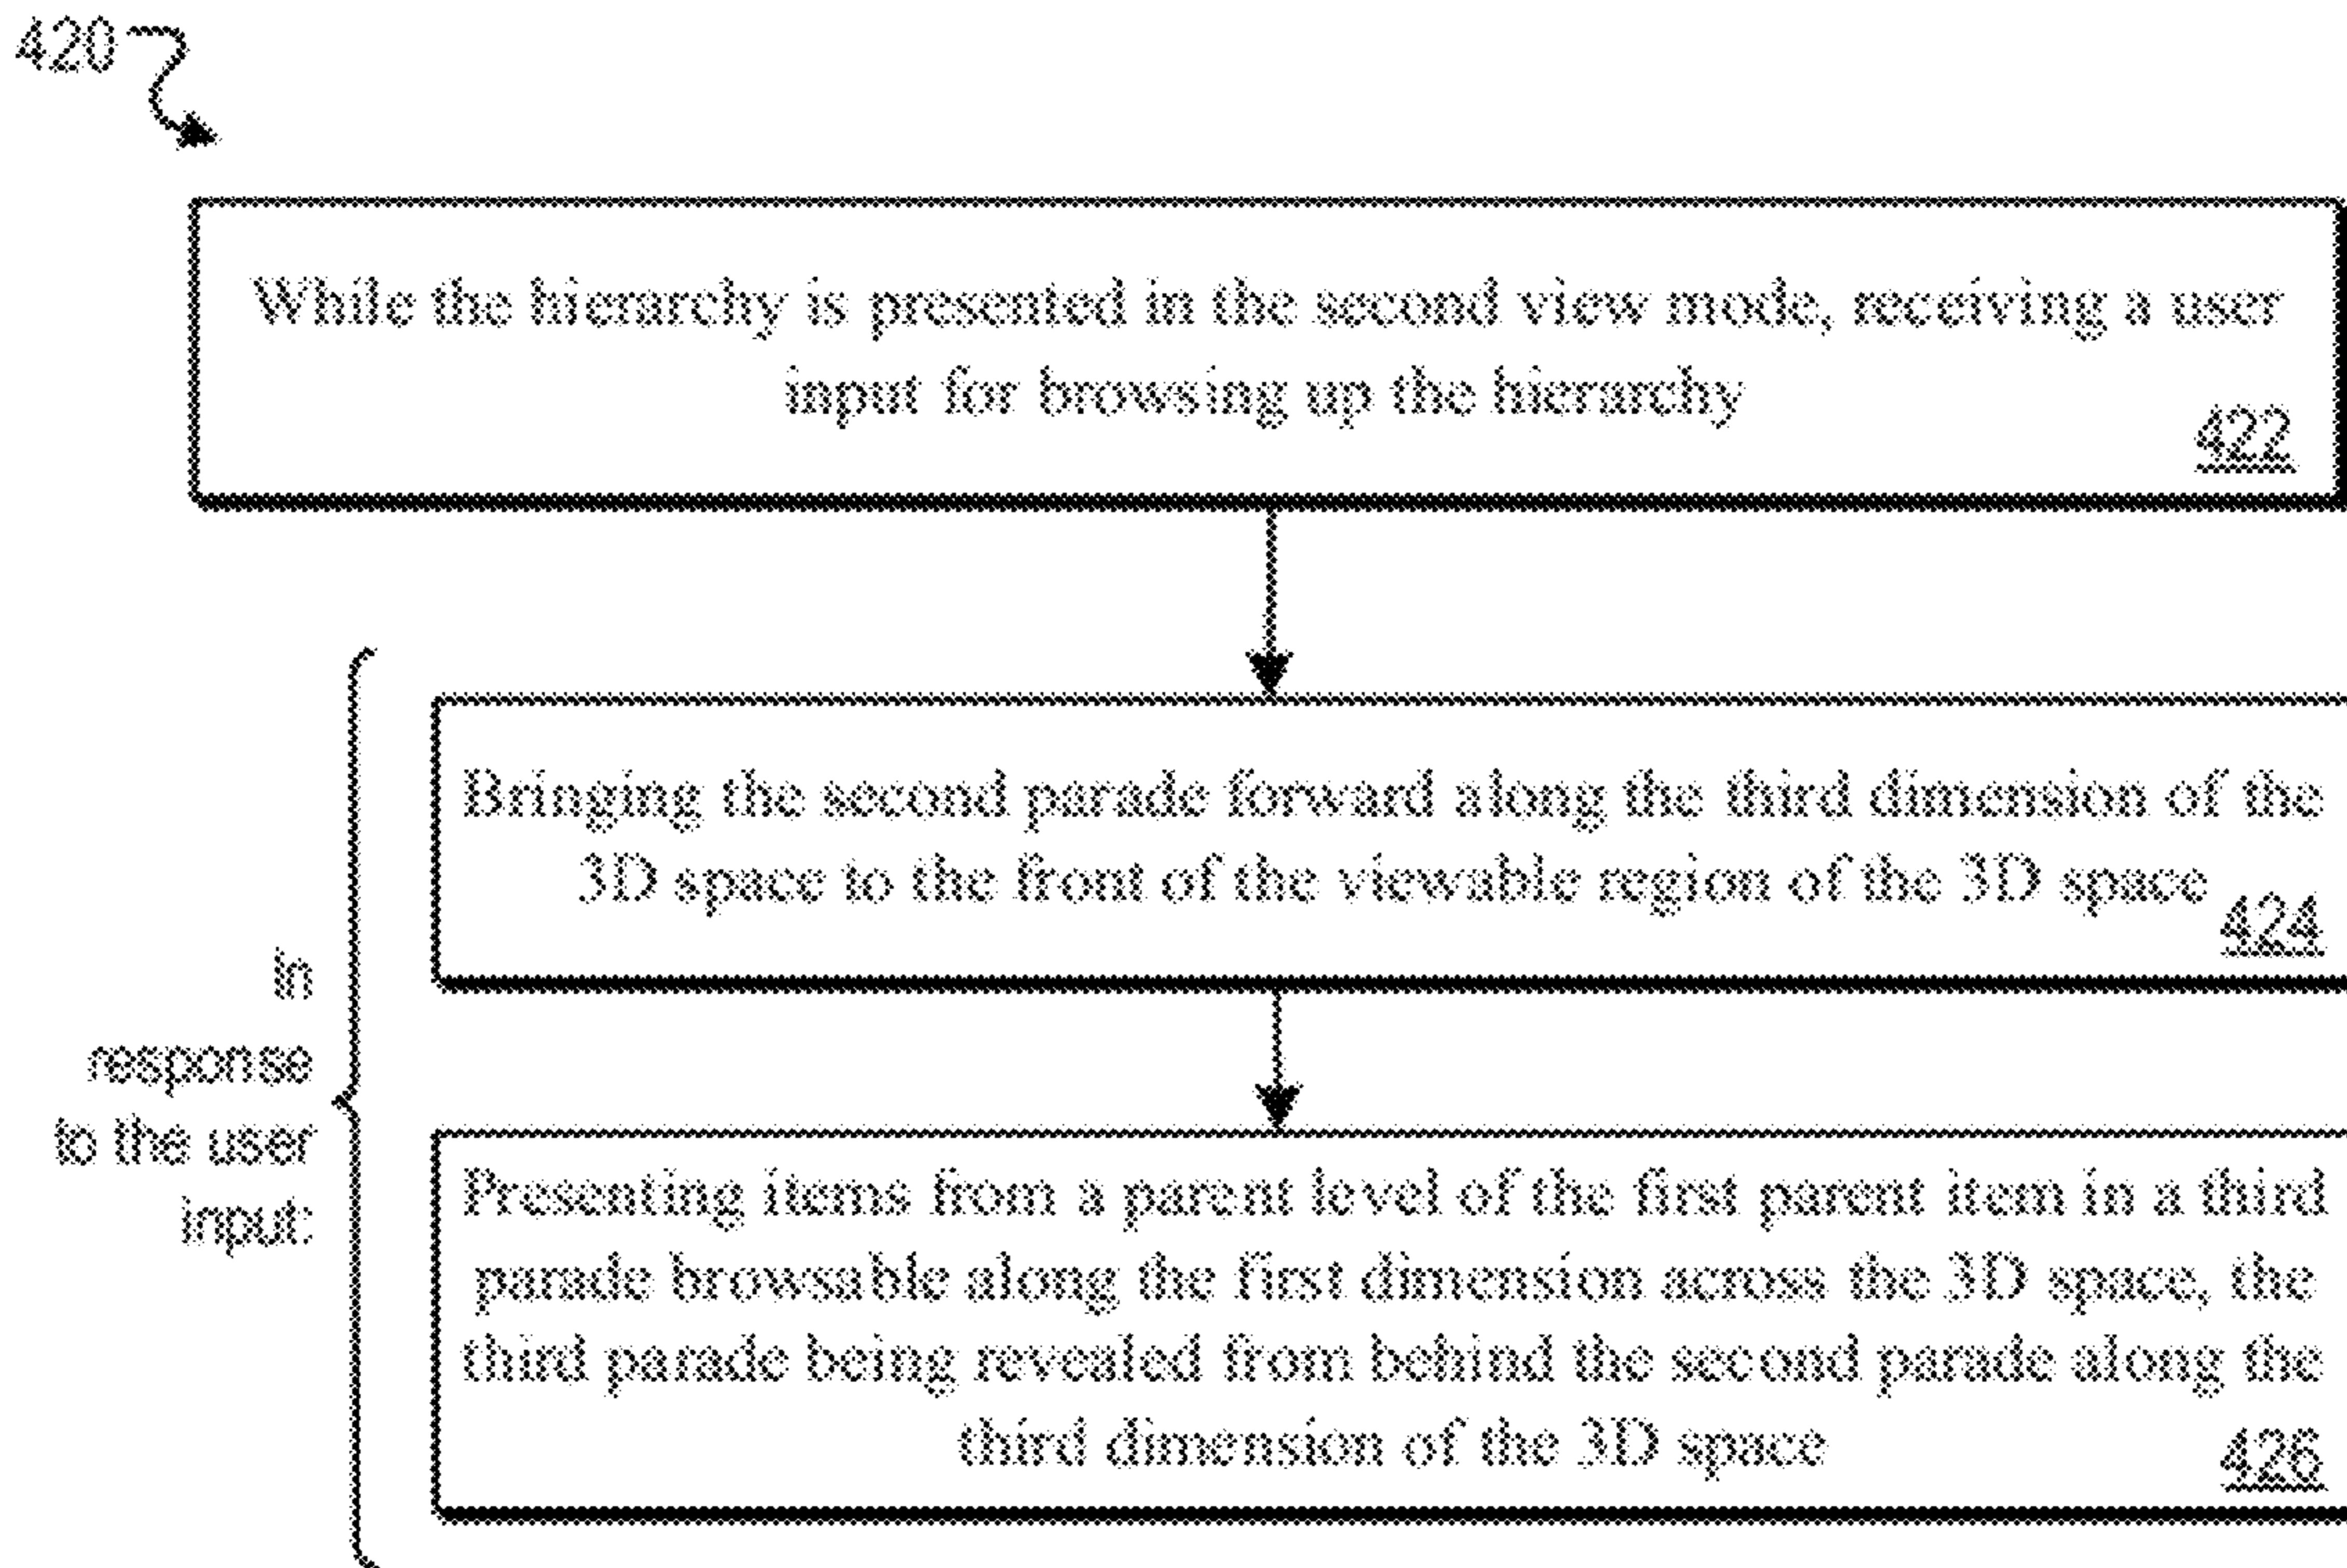 420
While the hierarchy is presented in the second view mode, receiving a user
input for browsing up the hierarchy
422
Bringing the second parade forward along the third dimension of the
3D space to the front of the viewable region of the 3D space
424
in
response
to the user
input:
Presenting items from a parent level of the first parent item in a third
parade browsable along the first dimension across the 3D space, the
third parade being revealed from behind the second parade along the
third dimension of the 3D space
426